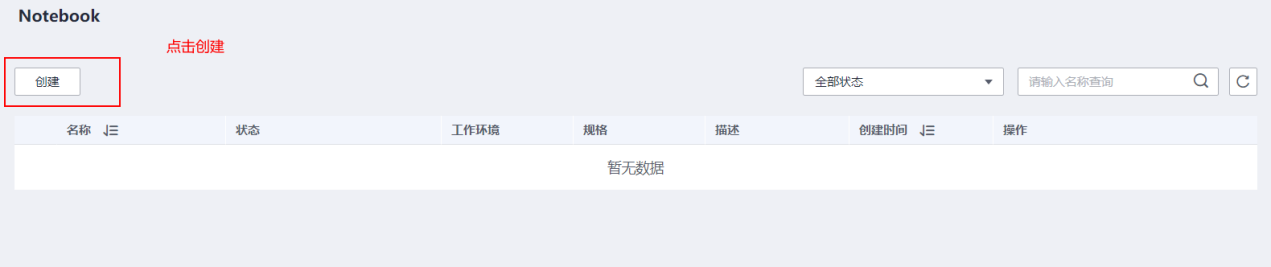 Notebook
点击创建
创建 全部状态 请输入名称查询
名称 状态 工作环境 规格 描述 创建时间 操作
暂无数据